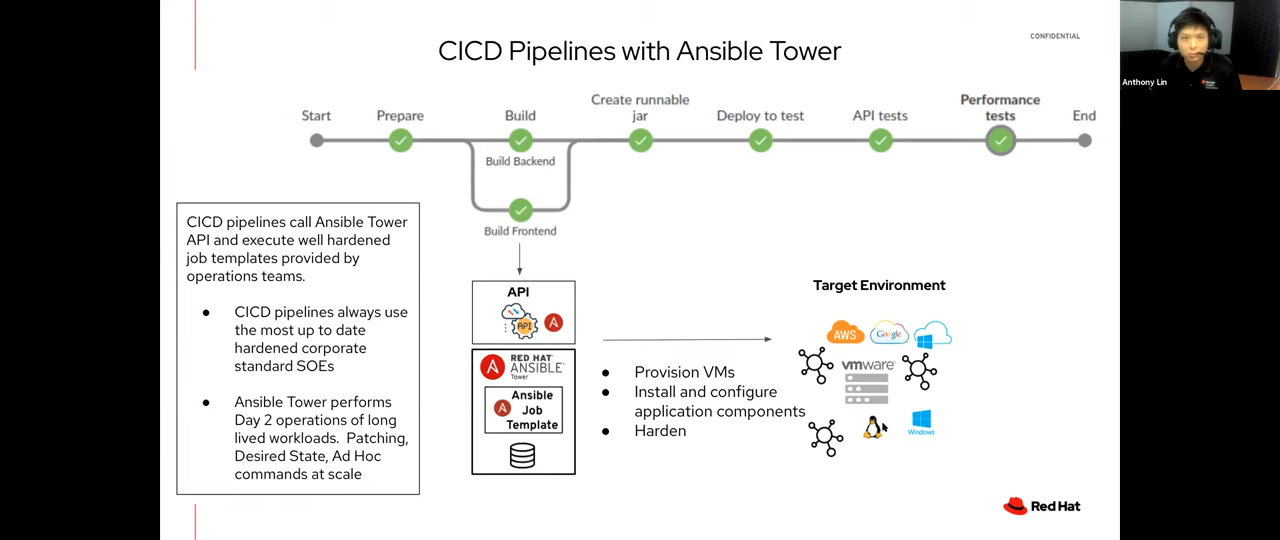 CONFIDENTIAL
CICD Pipelines with Ansible Tower
Anthony Lin
Start
Prepare
Build
Create runnable
jar
Deploy to test
API tests
Performance
tests
End
Build Backend
Build Frontend
CICD pipelines call Ansible Tower
API and execute well hardened
job templates provided by
operations teams.
● CICD pipelines always use
the most up to date
hardened corporate
standard SOEs
● Ansible Tower performs
Day 2 operations of long
lived workloads. Patching,
Desired State, Ad Hoc
commands at scale
API
API
RED HAT
ANSIBLE
Tower
Ansible
Job
Template
● Provision VMs
● Install and configure
application components
● Harden
Target Environment
AWS
Google
vmware
Windows
Red Hat